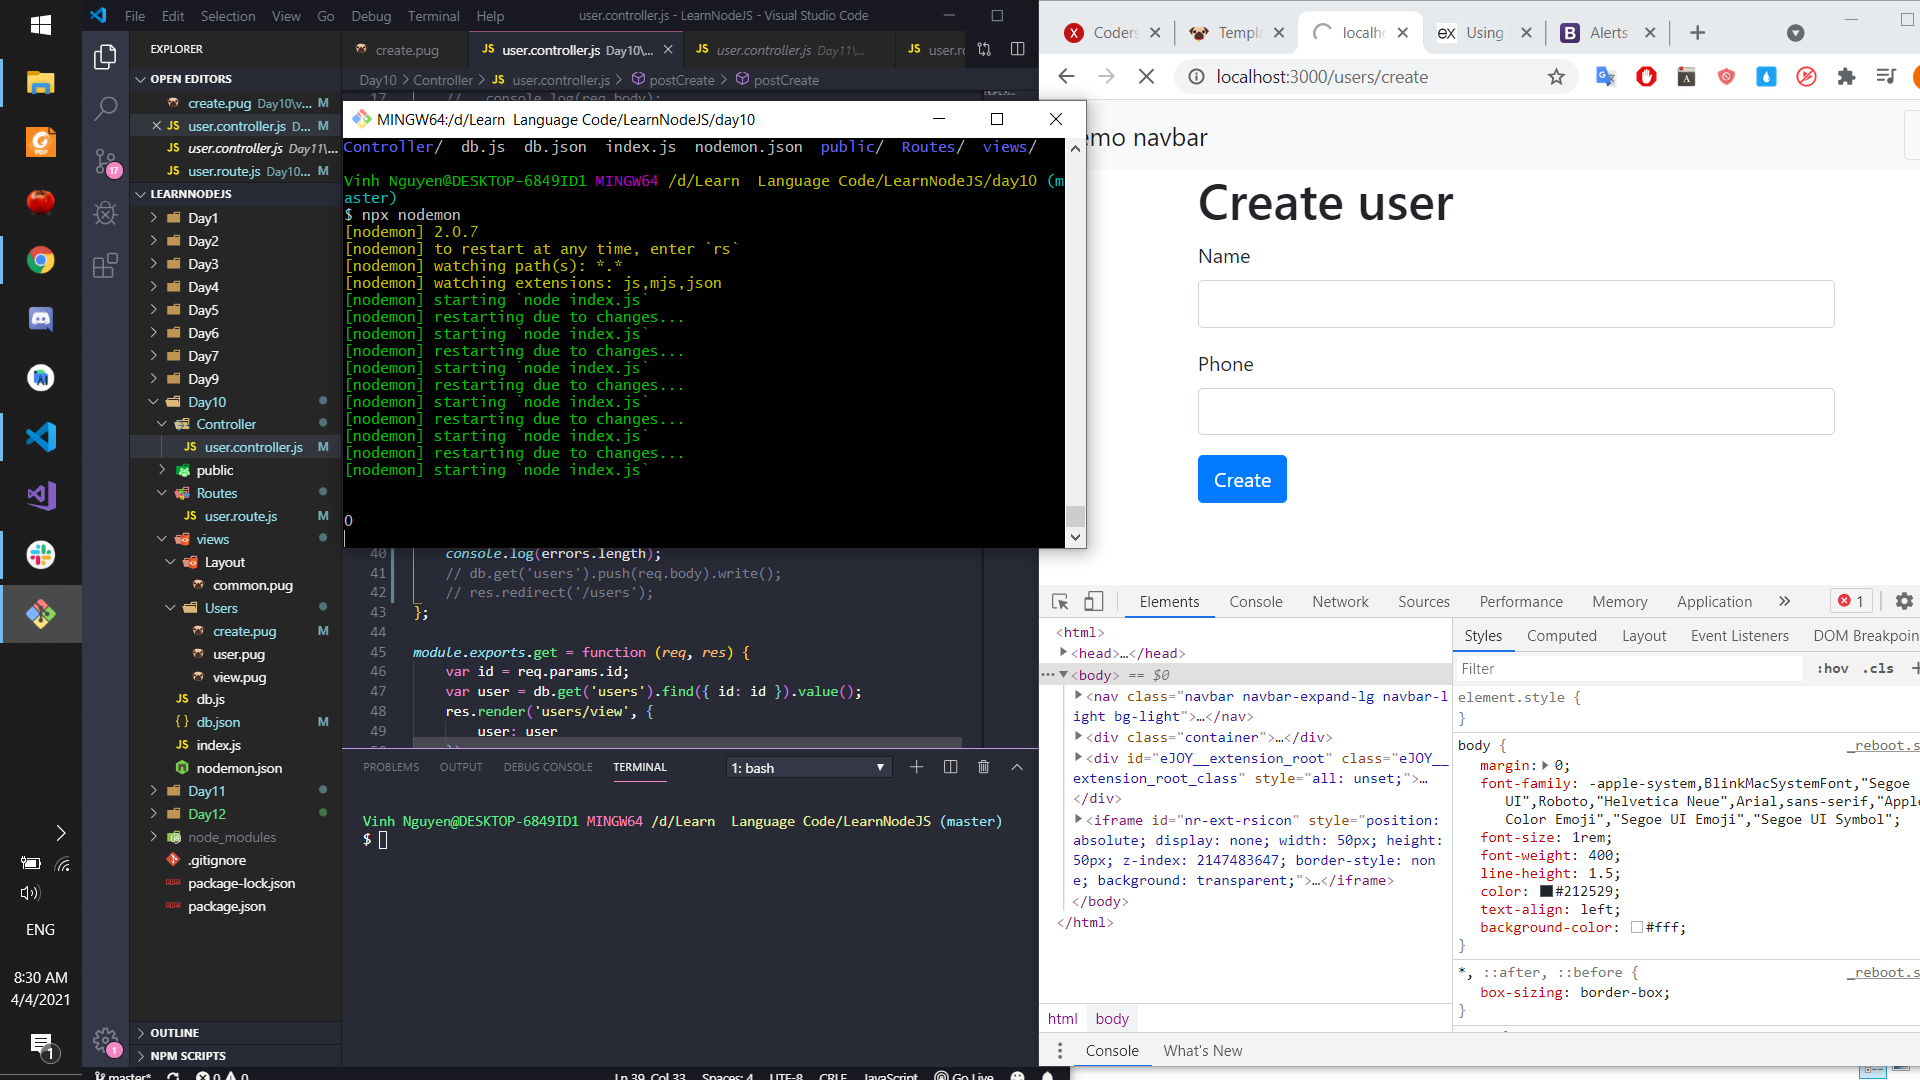 File Edit Selection View Go Debug Terminal Help
user.controller.js - LearnNodeJS - Visual Studio Code
EXPLORER
OPEN EDITORS
create.pug Day10\v... M
user.controller.js D... M
user.controller.js Day11\...
user.route.js Day10... M
LEARNNODEJS
Day1
Day2
Day3
Day4
Day5
Day6
Day7
Day9
Day10
Controller
user.controller.js M
public
Routes
user.route.js M
views
Layout
common.pug
Users
create.pug M
user.pug
view.pug
db.js
db.json M
index.js
nodemon.json
Day11
Day12
node_modules
.gitignore
package-lock.json
package.json
OUTLINE
NPM SCRIPTS
17
1
ENG
8:30 AM
4/4/2021
1
create.pug
user.controller.js Day10\...
user.controller.js Day11\...
Day10 > Controller > user.controller.js > postCreate > postCreate
17 // console.log(req.body);
MINGW64:/d/Learn  Language Code/LearnNodeJS/day10
Controller/ db.js db.json index.js nodemon.json public/ Routes/ views/
Vinh Nguyen@DESKTOP-6849ID1 MINGW64 /d/Learn  Language Code/LearnNodeJS/day10 (m
aster)
$ npx nodemon
[nodemon] 2.0.7
[nodemon] to restart at any time, enter `rs`
[nodemon] watching path(s): *.*
[nodemon] watching extensions: js,mjs,json
[nodemon] starting `node index.js`
[nodemon] restarting due to changes...
[nodemon] starting `node index.js`
[nodemon] restarting due to changes...
[nodemon] starting `node index.js`
[nodemon] restarting due to changes...
[nodemon] starting `node index.js`
[nodemon] restarting due to changes...
[nodemon] starting `node index.js`
[nodemon] restarting due to changes...
[nodemon] starting `node index.js`
0
40 console.log(errors.length);
41 // db.get('users').push(req.body).write();
42 // res.redirect('/users');
43 };
44
45 module.exports.get = function (req, res) {
46 var id = req.params.id;
47 var user = db.get('users').find({ id: id }).value();
48 res.render('users/view', {
49 user: user
PROBLEMS OUTPUT DEBUG CONSOLE TERMINAL
1: bash
Vinh Nguyen@DESKTOP-6849ID1 MINGW64 /d/Learn  Language Code/LearnNodeJS (master)
$
master* 0 0
Ln 39, Col 33 Spaces: 4 UTF-8 CRLF JavaScript Go Live
Coders
Templa
localho
ex Using
B Alerts
localhost:3000/users/create
emo navbar
Create user
Name
Phone
Create
Elements Console Network Sources Performance Memory Application » 1
<html>
<head>…</head>
<body> == $0
<nav class="navbar navbar-expand-lg navbar-l
ight bg-light">…</nav>
<div class="container">…</div>
<div id="eJOY__extension_root" class="eJOY__
extension_root_class" style="all: unset;">…
</div>
<iframe id="nr-ext-rsicon" style="position:
absolute; display: none; width: 50px; height:
50px; z-index: 2147483647; border-style: non
e; background: transparent;">…</iframe>
</body>
</html>
html body
Styles Computed Layout Event Listeners DOM Breakpoin
Filter :hov .cls +
element.style {
}
body { _reboot.s
margin: 0;
font-family: -apple-system,BlinkMacSystemFont,"Segoe
UI",Roboto,"Helvetica Neue",Arial,sans-serif,"Apple
Color Emoji","Segoe UI Emoji","Segoe UI Symbol";
font-size: 1rem;
font-weight: 400;
line-height: 1.5;
color: #212529;
text-align: left;
background-color: #fff;
}
*, ::after, ::before { _reboot.s
box-sizing: border-box;
}
Console What's New